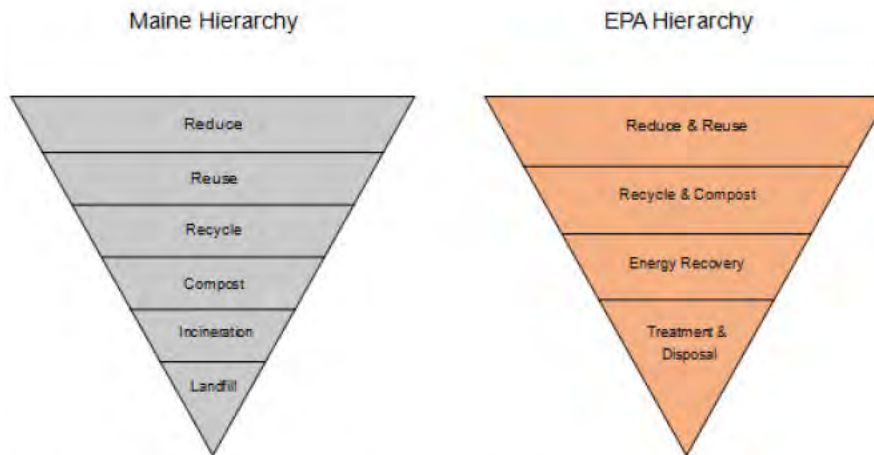 Maine Hierarchy
Reduce
Reuse
Recycle
Compost
Incineration
Landfill
EPA Hierarchy
Reduce & Reuse
Recycle & Compost
Energy Recovery
Treatment &
Disposal